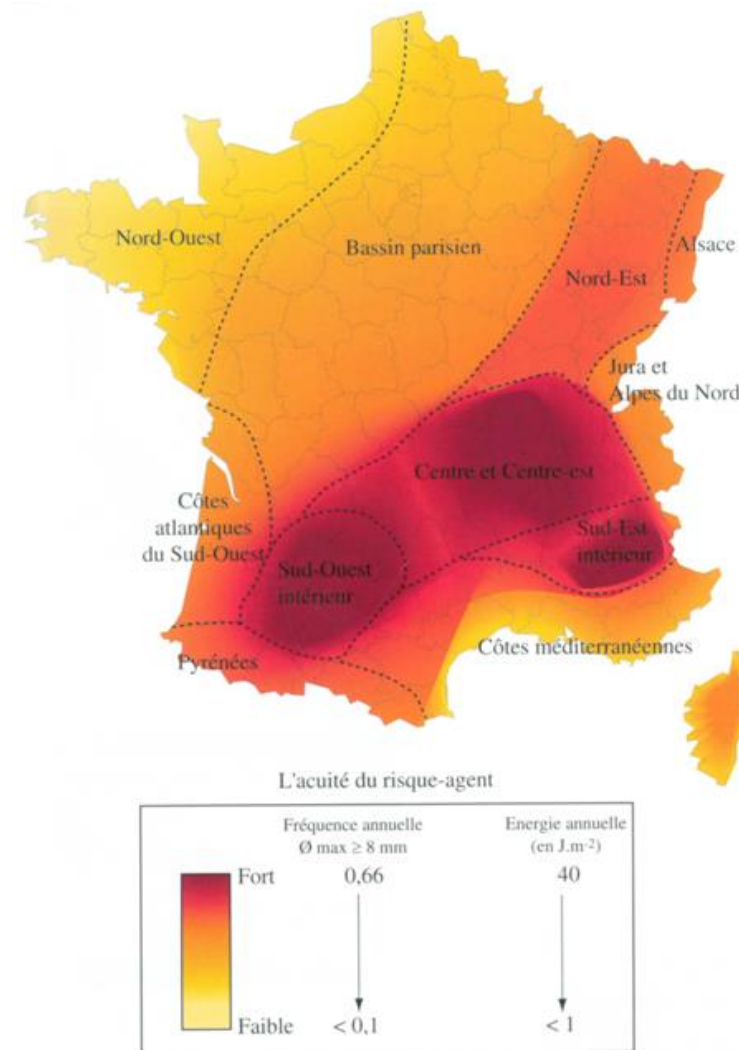 Nord-Ouest
Bassin parisien
Alsace
Nord-Est
Jura et
Alpes du Nord
Centre et Centre-est
Côtes
atlantiques
du Sud-Ouest
Sud-Est
intérieur
Sud-Ouest
intérieur
Pyrénées
Côtes méditerranéennes
L'acuité du risque-agent
Fréquence annuelle
Ø max ≥ 8 mm
Energie annuelle
(en J.m-2)
Fort
0,66
40
Faible
< 0,1
< 1